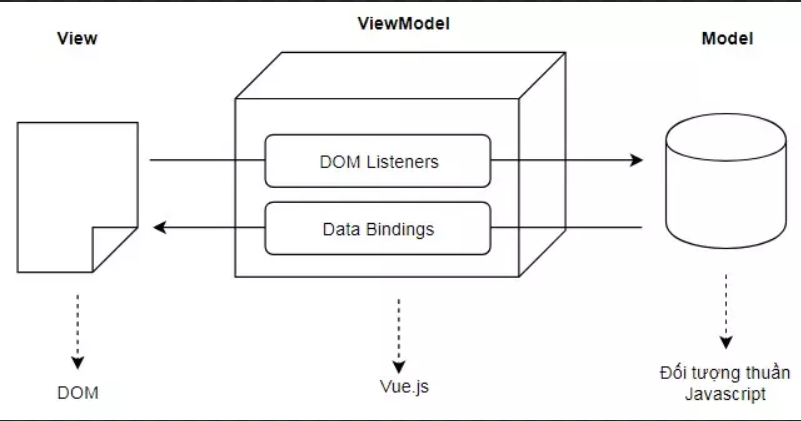 View
ViewModel
Model
DOM Listeners
Data Bindings
DOM
Vue.js
Đối tượng thuần
Javascript